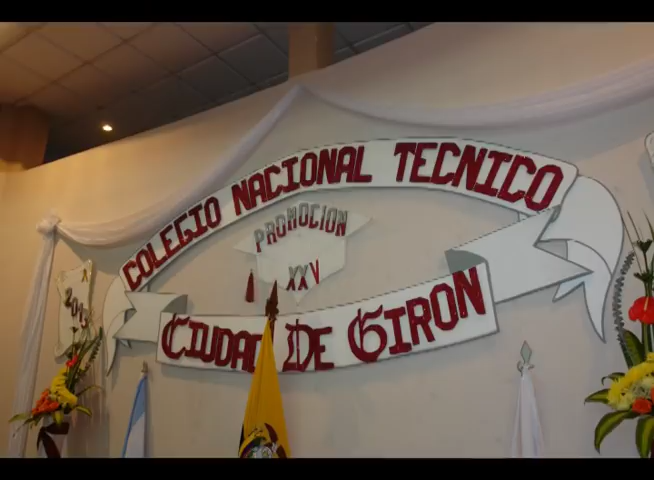 COLEGIO NACIONAL TECNICO
PROMOCION
XXV
CIUDAD DE GIRON